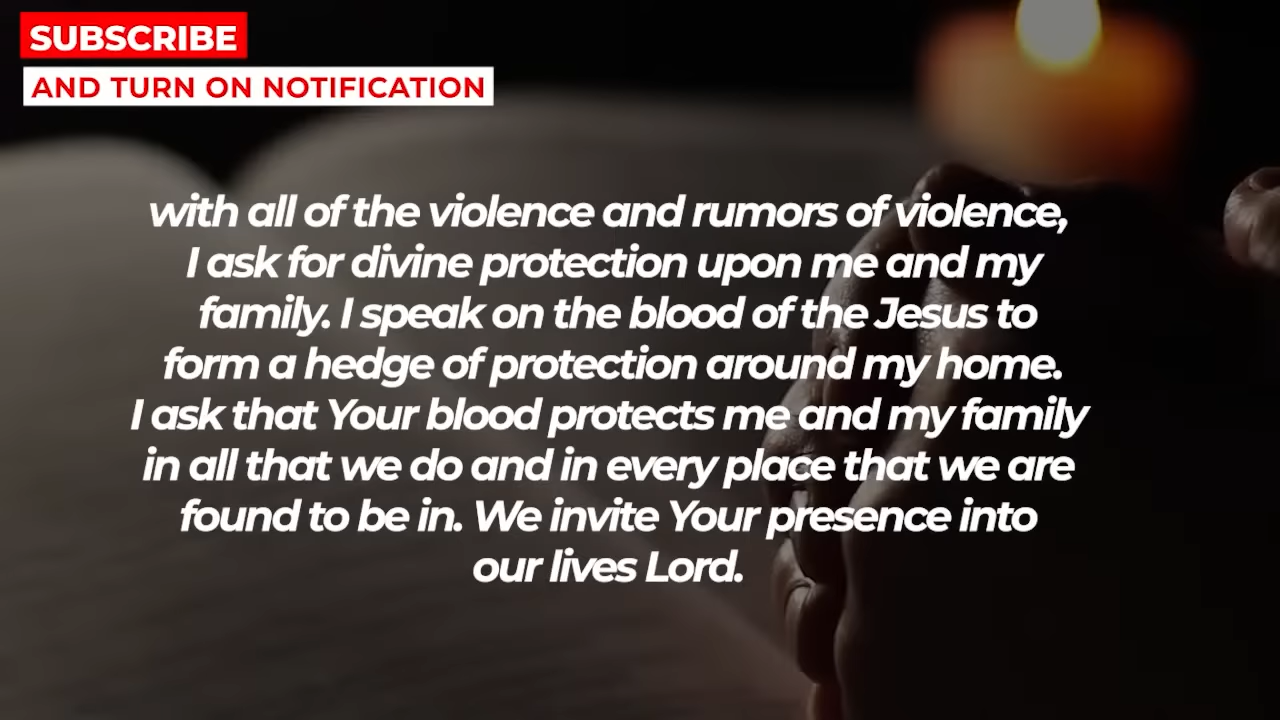 SUBSCRIBE
AND TURN ON NOTIFICATION
with all of the violence and rumors of violence,
I ask for divine protection upon me and my
family. I speak on the blood of the Jesus to
form a hedge of protection around my home.
I ask that Your blood protects me and my family
in all that we do and in every place that we are
found to be in. We invite Your presence into
our lives Lord.